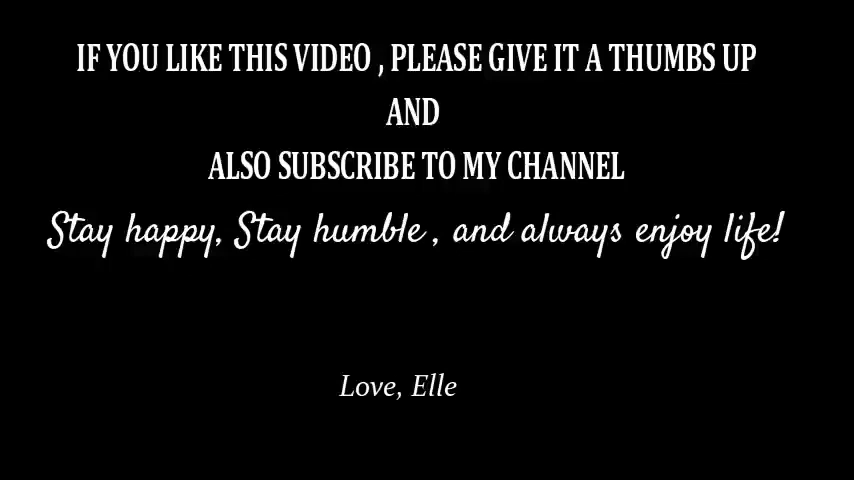 IF YOU LIKE THIS VIDEO , PLEASE GIVE IT A THUMBS UP
AND
ALSO SUBSCRIBE TO MY CHANNEL
Stay happy, Stay humble , and always enjoy life!
Love, Elle